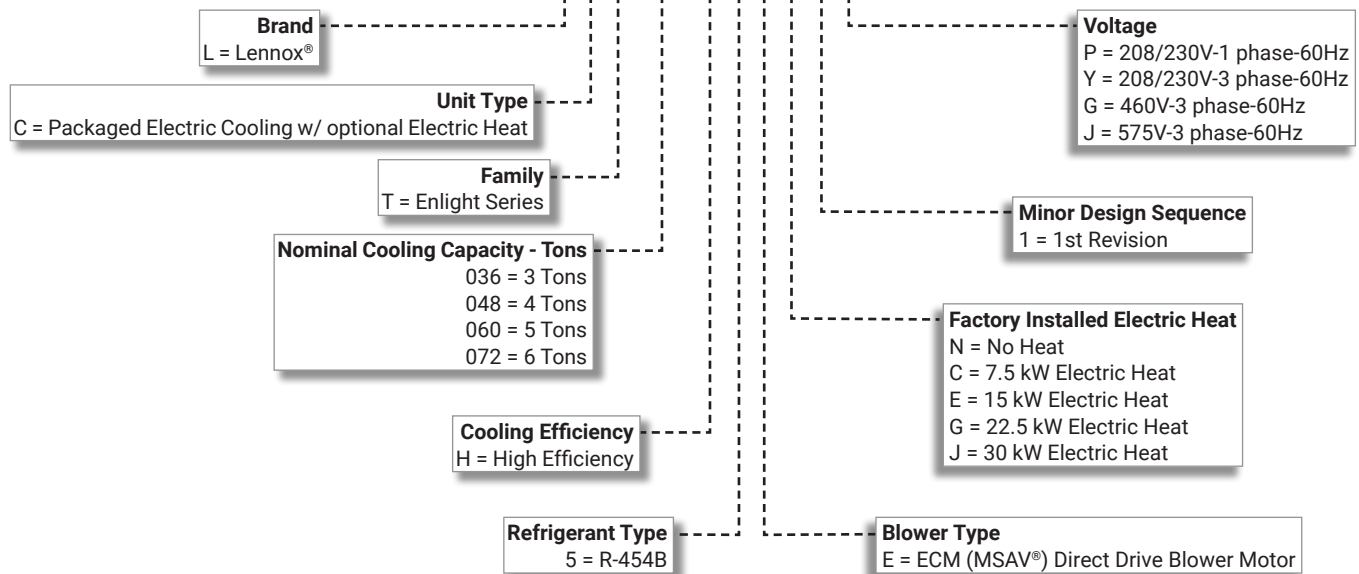 Brand
L = Lennox®
Unit Type
C = Packaged Electric Cooling w/ optional Electric Heat
Family
T = Enlight Series
Nominal Cooling Capacity - Tons
036 = 3 Tons
048 = 4 Tons
060 = 5 Tons
072 = 6 Tons
Cooling Efficiency
H = High Efficiency
Refrigerant Type
5 = R-454B
Voltage
P = 208/230V-1 phase-60Hz
Y = 208/230V-3 phase-60Hz
G = 460V-3 phase-60Hz
J = 575V-3 phase-60Hz
Minor Design Sequence
1 = 1st Revision
Factory Installed Electric Heat
N = No Heat
C = 7.5 kW Electric Heat
E = 15 kW Electric Heat
G = 22.5 kW Electric Heat
J = 30 kW Electric Heat
Blower Type
E = ECM (MSAV®) Direct Drive Blower Motor